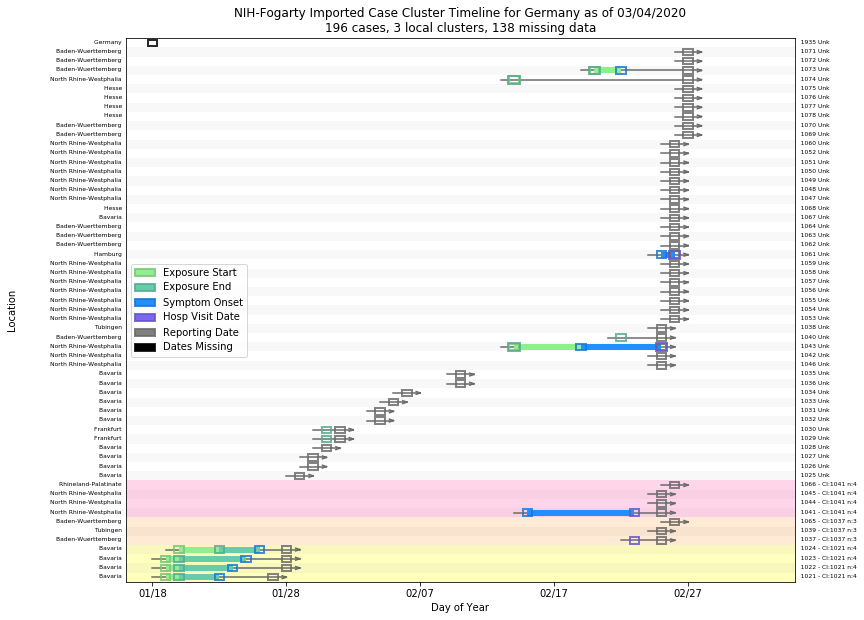 NIH-Fogarty Imported Case Cluster Timeline for Germany as of 03/04/2020
196 cases, 3 local clusters, 138 missing data
Germany 1935 Unk
Baden-Wuerttemberg 1071 Unk
Baden-Wuerttemberg 1072 Unk
Baden-Wuerttemberg 1073 Unk
North Rhine-Westphalia 1074 Unk
Hesse 1075 Unk
Hesse 1076 Unk
Hesse 1077 Unk
Hesse 1078 Unk
Baden-Wuerttemberg 1070 Unk
Baden-Wuerttemberg 1069 Unk
North Rhine-Westphalia 1060 Unk
North Rhine-Westphalia 1052 Unk
North Rhine-Westphalia 1051 Unk
North Rhine-Westphalia 1050 Unk
North Rhine-Westphalia 1049 Unk
North Rhine-Westphalia 1048 Unk
North Rhine-Westphalia 1047 Unk
Hesse 1068 Unk
Bavaria 1067 Unk
Baden-Wuerttemberg 1064 Unk
Baden-Wuerttemberg 1063 Unk
Baden-Wuerttemberg 1062 Unk
Hamburg 1061 Unk
North Rhine-Westphalia 1059 Unk
North Rhine-Westphalia 1058 Unk
North Rhine-Westphalia 1057 Unk
North Rhine-Westphalia 1056 Unk
North Rhine-Westphalia 1055 Unk
North Rhine-Westphalia 1054 Unk
North Rhine-Westphalia 1053 Unk
Tübingen 1038 Unk
Baden-Wuerttemberg 1040 Unk
North Rhine-Westphalia 1043 Unk
North Rhine-Westphalia 1042 Unk
North Rhine-Westphalia 1046 Unk
Bavaria 1035 Unk
Bavaria 1036 Unk
Bavaria 1034 Unk
Bavaria 1033 Unk
Bavaria 1031 Unk
Bavaria 1032 Unk
Frankfurt 1030 Unk
Frankfurt 1029 Unk
Bavaria 1028 Unk
Bavaria 1027 Unk
Bavaria 1026 Unk
Bavaria 1025 Unk
Rhineland-Palatinate 1066 - Cl:1041 n:4
North Rhine-Westphalia 1045 - Cl:1041 n:4
North Rhine-Westphalia 1044 - Cl:1041 n:4
North Rhine-Westphalia 1041 - Cl:1041 n:4
Baden-Wuerttemberg 1065 - Cl:1037 n:3
Tübingen 1039 - Cl:1037 n:3
Baden-Wuerttemberg 1037 - Cl:1037 n:3
Bavaria 1024 - Cl:1021 n:4
Bavaria 1023 - Cl:1021 n:4
Bavaria 1022 - Cl:1021 n:4
Bavaria 1021 - Cl:1021 n:4
Location
Exposure Start
Exposure End
Symptom Onset
Hosp Visit Date
Reporting Date
Dates Missing
01/18 01/28 02/07 02/17 02/27
Day of Year